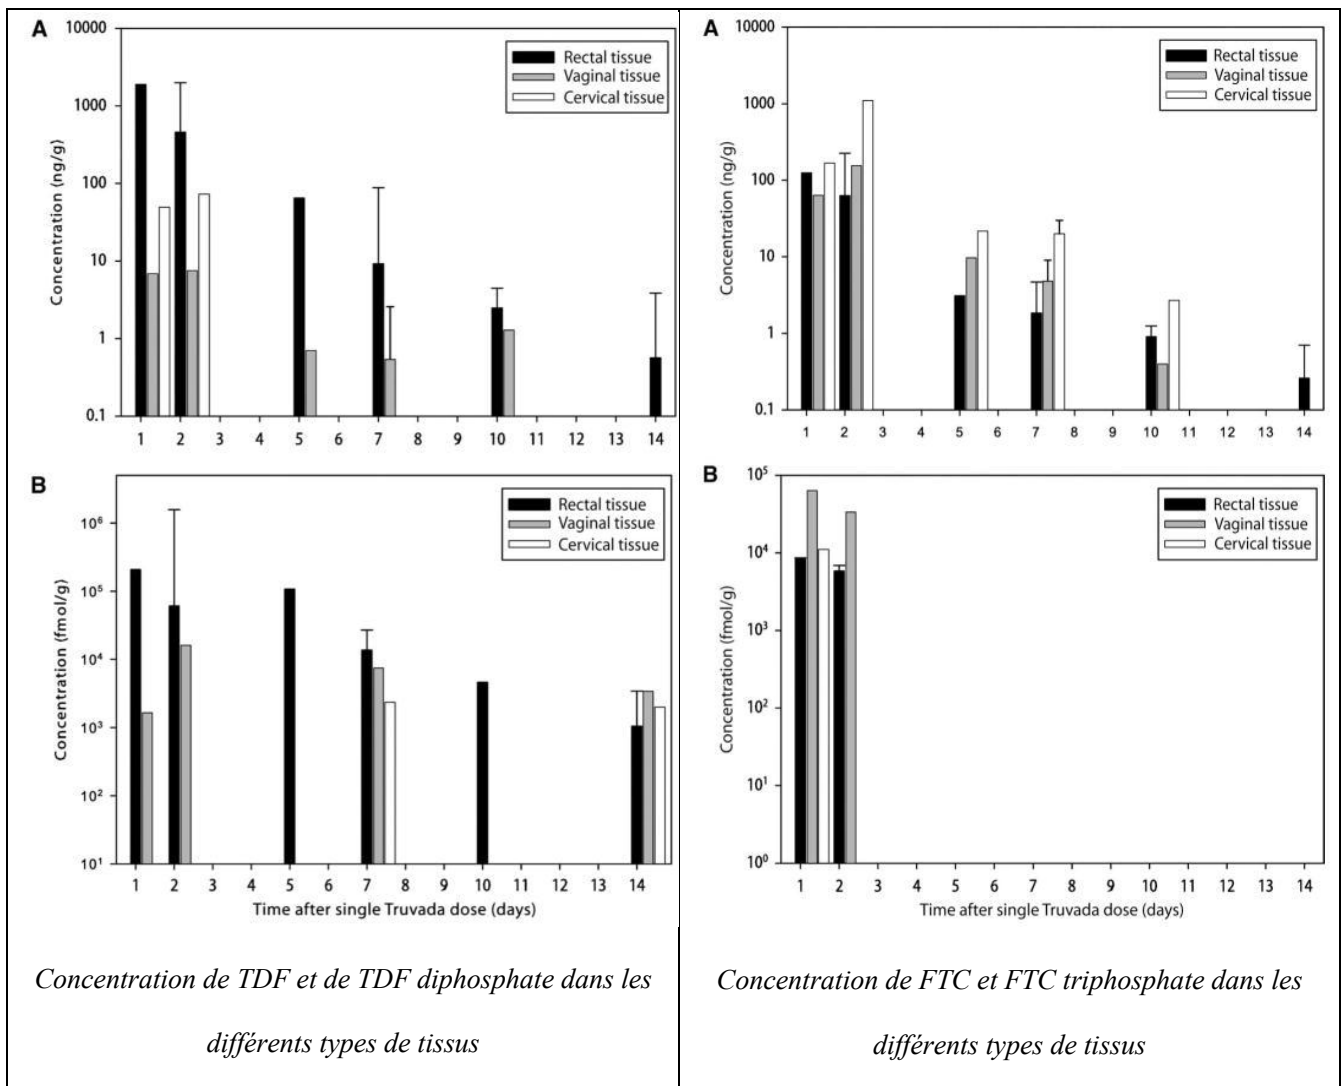 A
10000
1000
100
10
1
0.1
Concentration (ng/g)
Rectal tissue
Vaginal tissue
Cervical tissue
1 2 3 4 5 6 7 8 9 10 11 12 13 14
B
10⁶
10⁵
10⁴
10³
10²
10¹
Concentration (fmol/g)
Rectal tissue
Vaginal tissue
Cervical tissue
1 2 3 4 5 6 7 8 9 10 11 12 13 14
Time after single Truvada dose (days)
Concentration de TDF et de TDF diphosphate dans les
différents types de tissus
A
10000
1000
100
10
1
0.1
Concentration (ng/g)
Rectal tissue
Vaginal tissue
Cervical tissue
1 2 3 4 5 6 7 8 9 10 11 12 13 14
B
10⁵
10⁴
10³
10²
10¹
10⁰
Concentration (fmol/g)
Rectal tissue
Vaginal tissue
Cervical tissue
1 2 3 4 5 6 7 8 9 10 11 12 13 14
Time after single Truvada dose (days)
Concentration de FTC et FTC triphosphate dans les
différents types de tissus